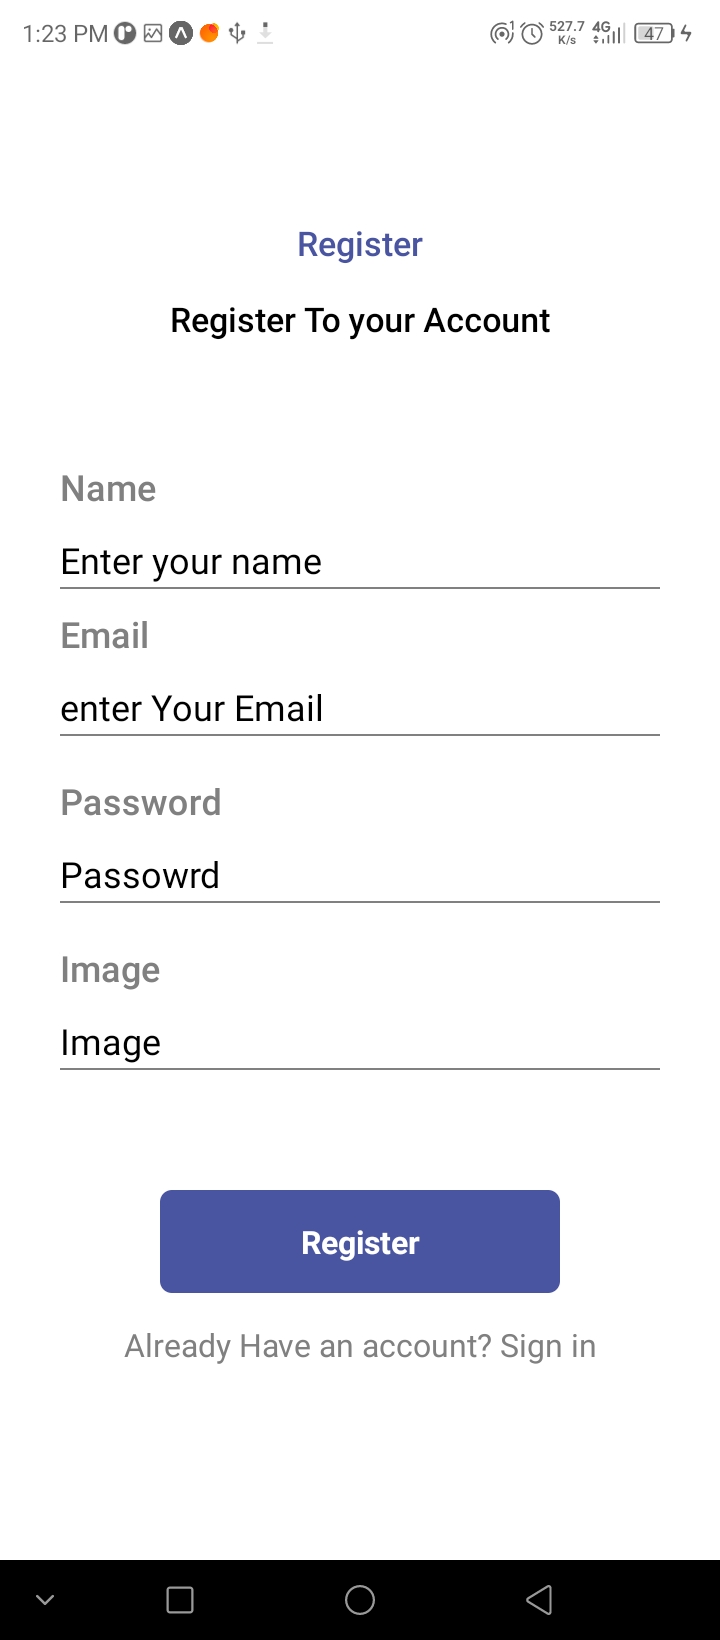 1:23 PM
527.7 K/s 4G 47
Register
Register To your Account
Name
Enter your name
Email
enter Your Email
Password
Passowrd
Image
Image
Register
Already Have an account? Sign in